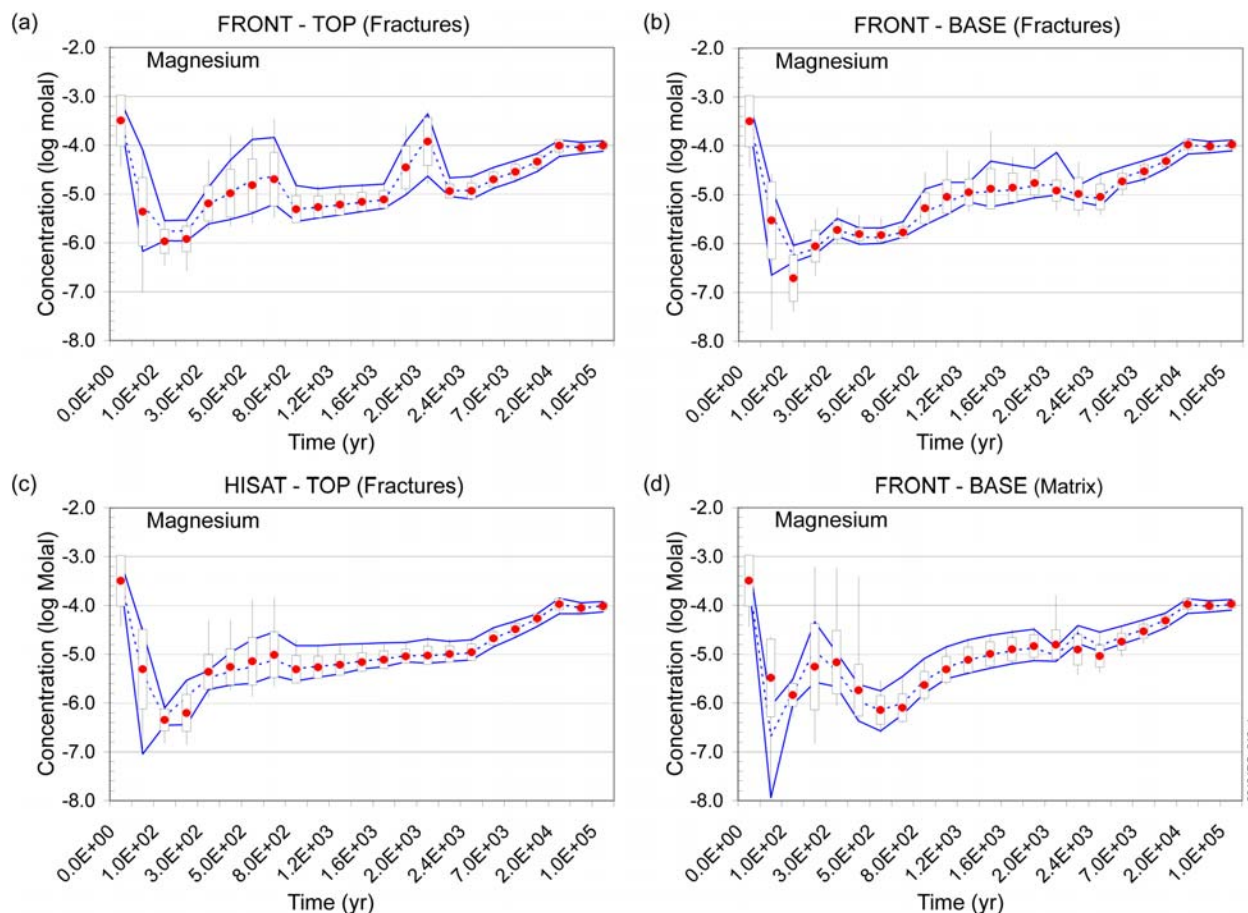 (a) FRONT - TOP (Fractures)
Magnesium
Concentration (log molal)
-2.0
-3.0
-4.0
-5.0
-6.0
-7.0
-8.0
0.0E+00 1.0E+02 3.0E+02 5.0E+02 8.0E+02 1.2E+03 1.6E+03 2.0E+03 2.4E+03 7.0E+03 2.0E+04 1.0E+05
Time (yr)
(b) FRONT - BASE (Fractures)
Magnesium
Concentration (log molal)
-2.0
-3.0
-4.0
-5.0
-6.0
-7.0
-8.0
0.0E+00 1.0E+02 3.0E+02 5.0E+02 8.0E+02 1.2E+03 1.6E+03 2.0E+03 2.4E+03 7.0E+03 2.0E+04 1.0E+05
Time (yr)
(c) HISAT - TOP (Fractures)
Magnesium
Concentration (log Molal)
-2.0
-3.0
-4.0
-5.0
-6.0
-7.0
-8.0
0.0E+00 1.0E+02 3.0E+02 5.0E+02 8.0E+02 1.2E+03 1.6E+03 2.0E+03 2.4E+03 7.0E+03 2.0E+04 1.0E+05
Time (yr)
(d) FRONT - BASE (Matrix)
Magnesium
Concentration (log Molal)
-2.0
-3.0
-4.0
-5.0
-6.0
-7.0
-8.0
0.0E+00 1.0E+02 3.0E+02 5.0E+02 8.0E+02 1.2E+03 1.6E+03 2.0E+03 2.4E+03 7.0E+03 2.0E+04 1.0E+05
Time (yr)